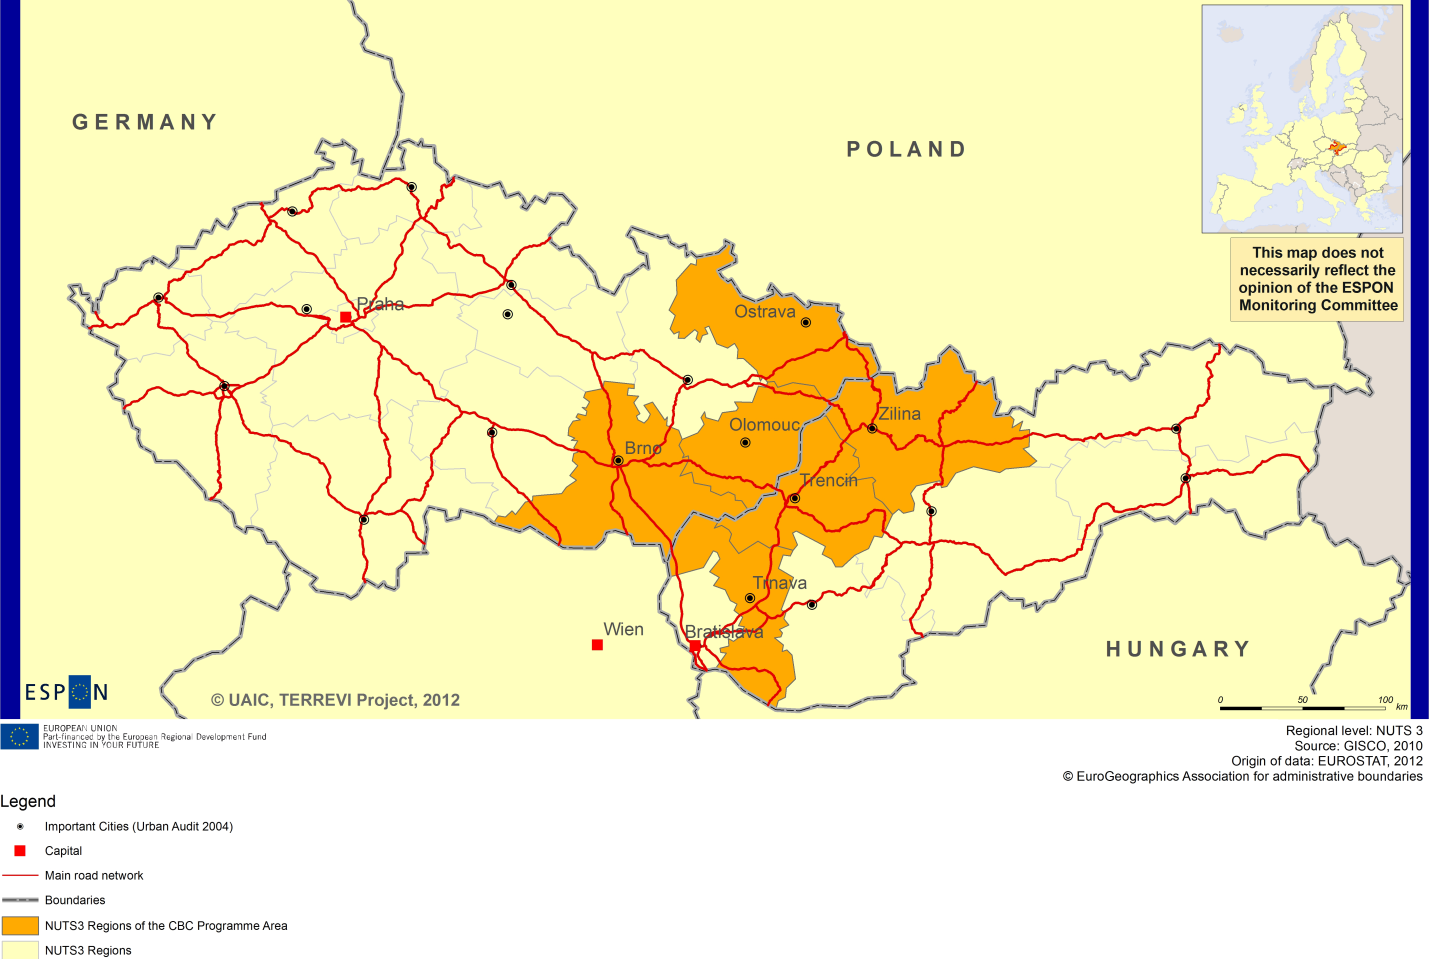 GERMANY
POLAND
This map does not
necessarily reflect the
opinion of the ESPON
Monitoring Committee
Praha
Ostrava
Zilina
Olomouc
Brno
Trencin
Trnava
Wien
Bratislava
HUNGARY
ESPON
© UAIC, TERREVI Project, 2012
0 50 100
km
EUROPEAN UNION
Part-financed by the European Regional Development Fund
INVESTING IN YOUR FUTURE
Regional level: NUTS 3
Source: GISCO, 2010
Origin of data: EUROSTAT, 2012
© EuroGeographics Association for administrative boundaries
Legend
Important Cities (Urban Audit 2004)
Capital
Main road network
Boundaries
NUTS3 Regions of the CBC Programme Area
NUTS3 Regions